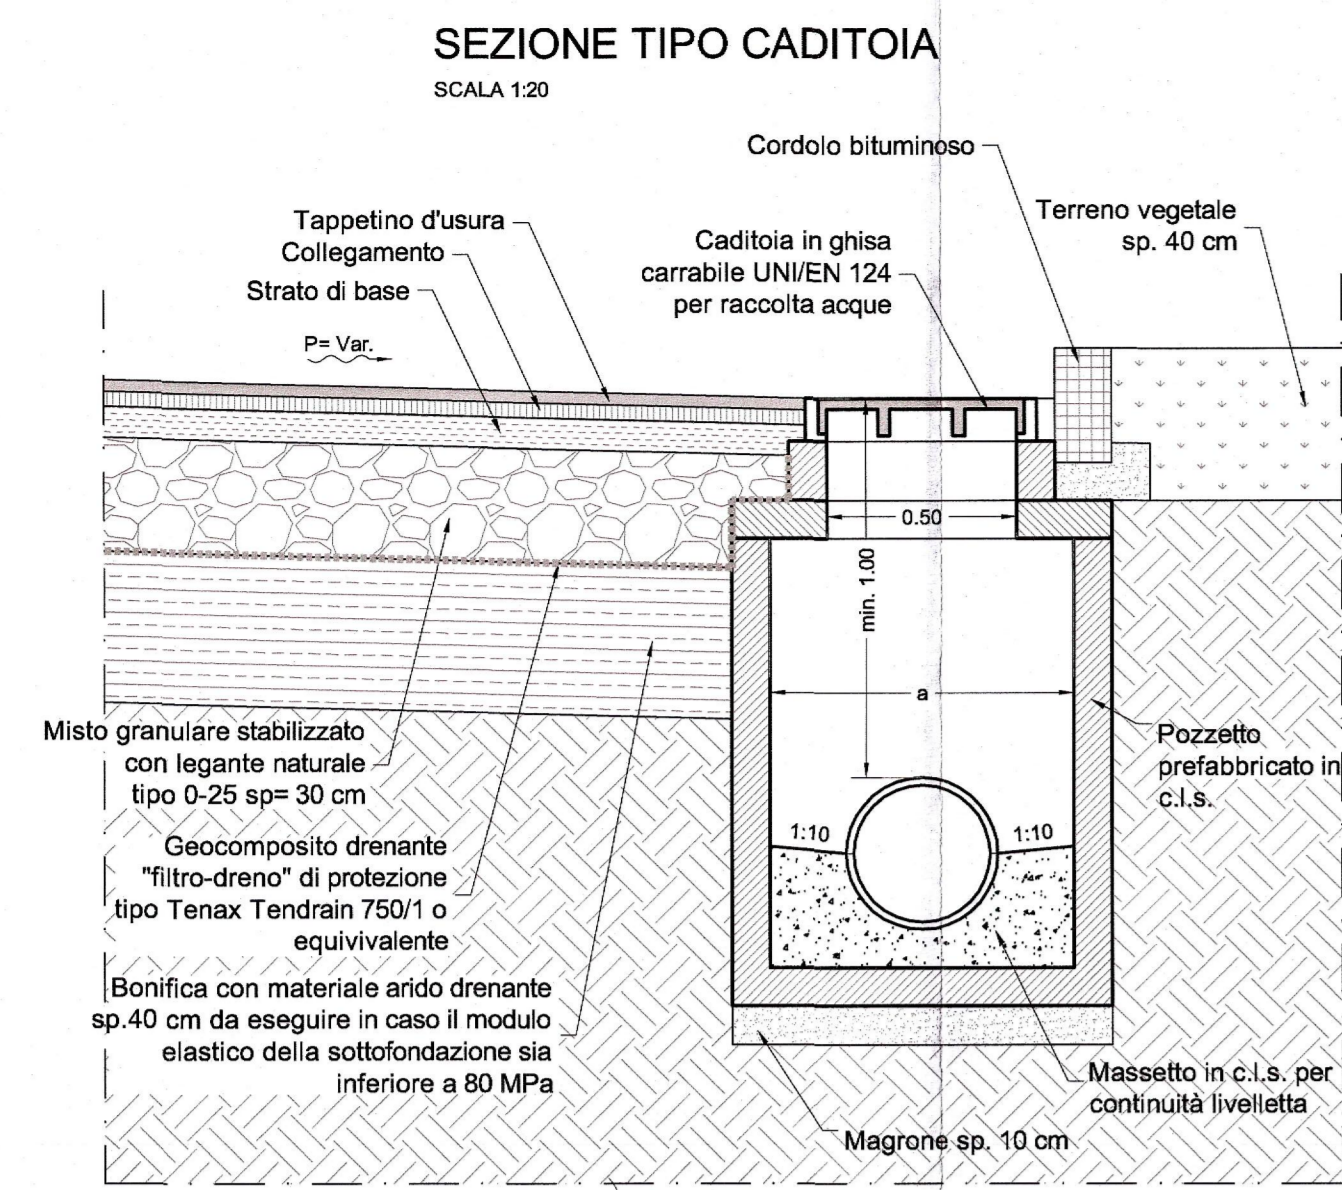 SEZIONE TIPO CADITOIA
SCALA 1:20
Cordolo bituminoso
Terreno vegetale
sp. 40 cm
Tappetino d'usura
Collegamento
Strato di base
Caditoia in ghisa
carrabile UNI/EN 124
per raccolta acque
P= Var.
0.50
min. 1.00
a
Misto granulare stabilizzato
con legante naturale
tipo 0-25 sp= 30 cm
Pozzetto
prefabbricato in
c.l.s.
1:10
1:10
Geocomposito drenante
"filtro-dreno" di protezione
tipo Tenax Tendrain 750/1 o
equivivalente
Bonifica con materiale arido drenante
sp.40 cm da eseguire in caso il modulo
elastico della sottofondazione sia
inferiore a 80 MPa
Massetto in c.l.s. per
continuità livelletta
Magrone sp. 10 cm